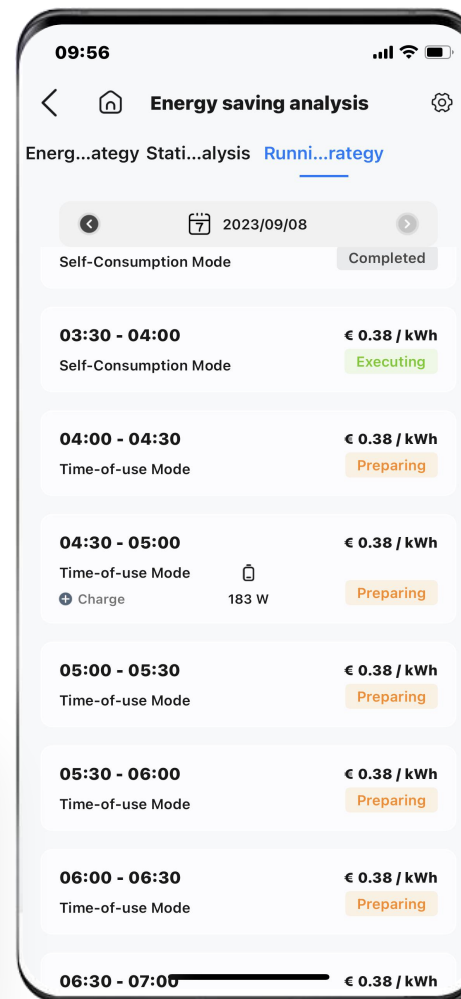 09:56
Energy saving analysis
Energ...ategy Stati...alysis Runni...rategy
7 2023/09/08
Self-Consumption Mode Completed
03:30 - 04:00 € 0.38 / kWh
Self-Consumption Mode Executing
04:00 - 04:30 € 0.38 / kWh
Time-of-use Mode Preparing
04:30 - 05:00 € 0.38 / kWh
Time-of-use Mode
Charge 183 W Preparing
05:00 - 05:30 € 0.38 / kWh
Time-of-use Mode Preparing
05:30 - 06:00 € 0.38 / kWh
Time-of-use Mode Preparing
06:00 - 06:30 € 0.38 / kWh
Time-of-use Mode Preparing
06:30 - 07:00 € 0.38 / kWh